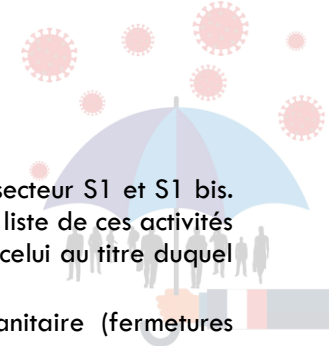 secteur S1 et S1 bis.
liste de ces activités
celui au titre duquel
anitaire (fermetures